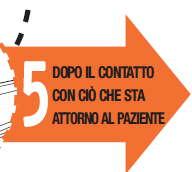 5
DOPO IL CONTATTO
CON CIÒ CHE STA
ATTORNO AL PAZIENTE